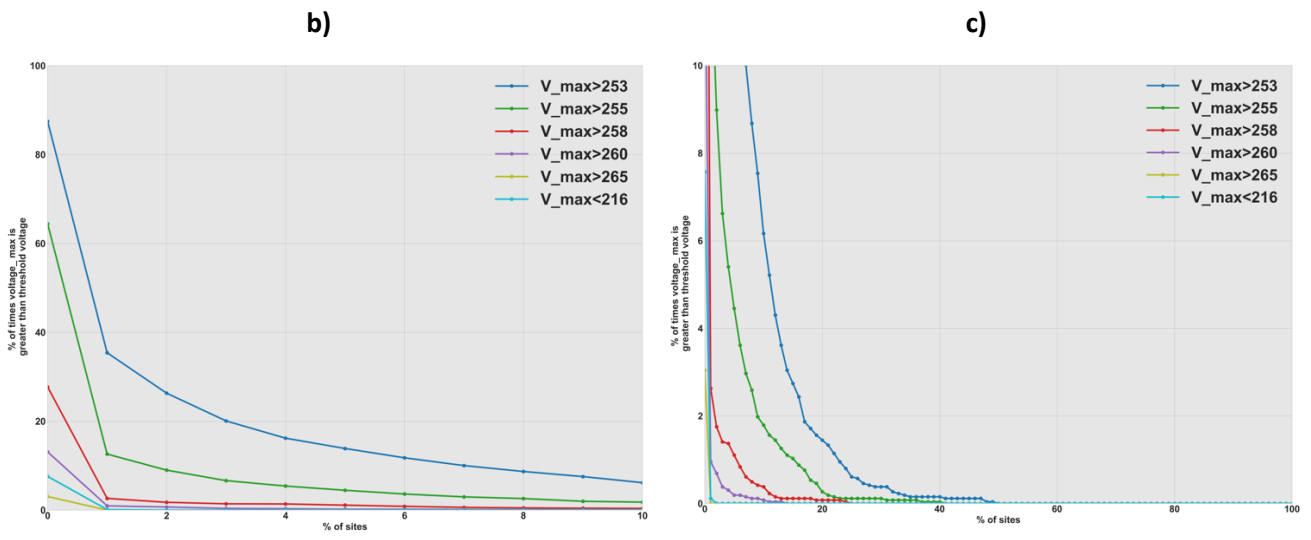 b)
c)
100
80
60
40
20
0
% of times voltage_max is
greater than threshold voltage
V_max>253
V_max>255
V_max>258
V_max>260
V_max>265
V_max<216
0 2 4 6 8 10
% of sites
10
8
6
4
2
0
% of times voltage_max is
greater than threshold voltage
V_max>253
V_max>255
V_max>258
V_max>260
V_max>265
V_max<216
0 20 40 60 80 100
% of sites